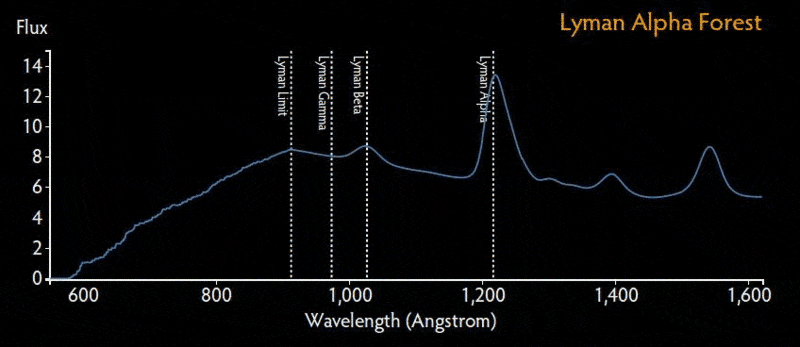 Flux
Lyman Alpha Forest
14
12
10
8
6
4
2
0
Lyman Limit
Lyman Gamma
Lyman Beta
Lyman Alpha
600
800
1,000
1,200
1,400
1,600
Wavelength (Angstrom)